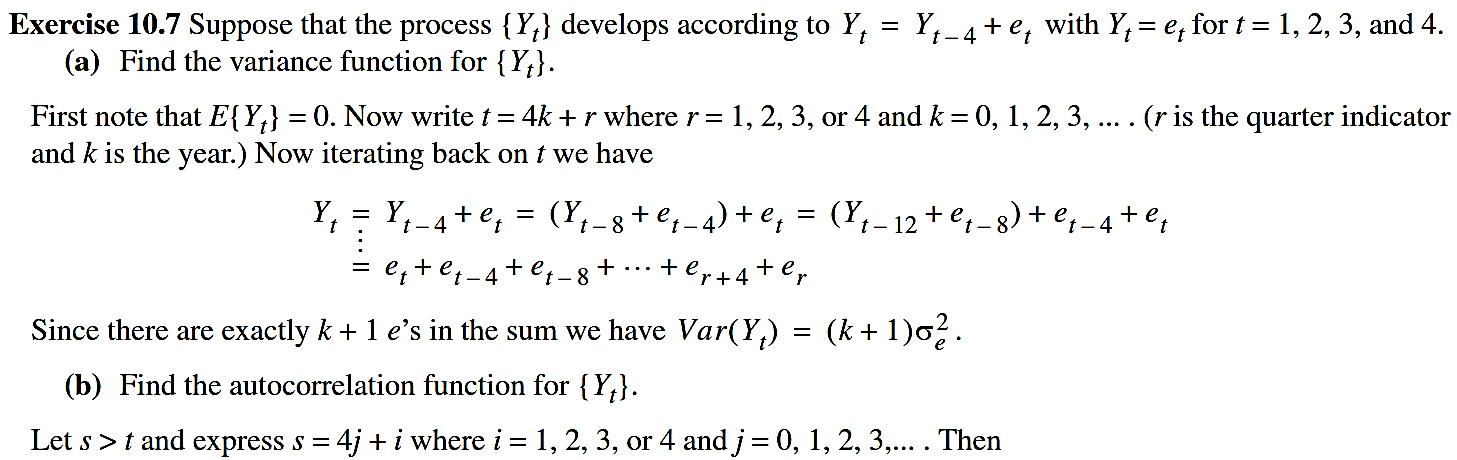 Exercise 10.7 Suppose that the process {Y_t} develops according to Y_t = Y_{t−4} + e_t with Y_t = e_t for t = 1, 2, 3, and 4.
(a) Find the variance function for {Y_t}.
First note that E{Y_t} = 0. Now write t = 4k + r where r = 1, 2, 3, or 4 and k = 0, 1, 2, 3, ... . (r is the quarter indicator
and k is the year.) Now iterating back on t we have
Y_t = Y_{t−4} + e_t = (Y_{t−8} + e_{t−4}) + e_t = (Y_{t−12} + e_{t−8}) + e_{t−4} + e_t
⋮
= e_t + e_{t−4} + e_{t−8} + ⋯ + e_{r+4} + e_r
Since there are exactly k + 1 e’s in the sum we have Var(Y_t) = (k + 1)σ_e^2 .
(b) Find the autocorrelation function for {Y_t}.
Let s > t and express s = 4j + i where i = 1, 2, 3, or 4 and j = 0, 1, 2, 3,... . Then